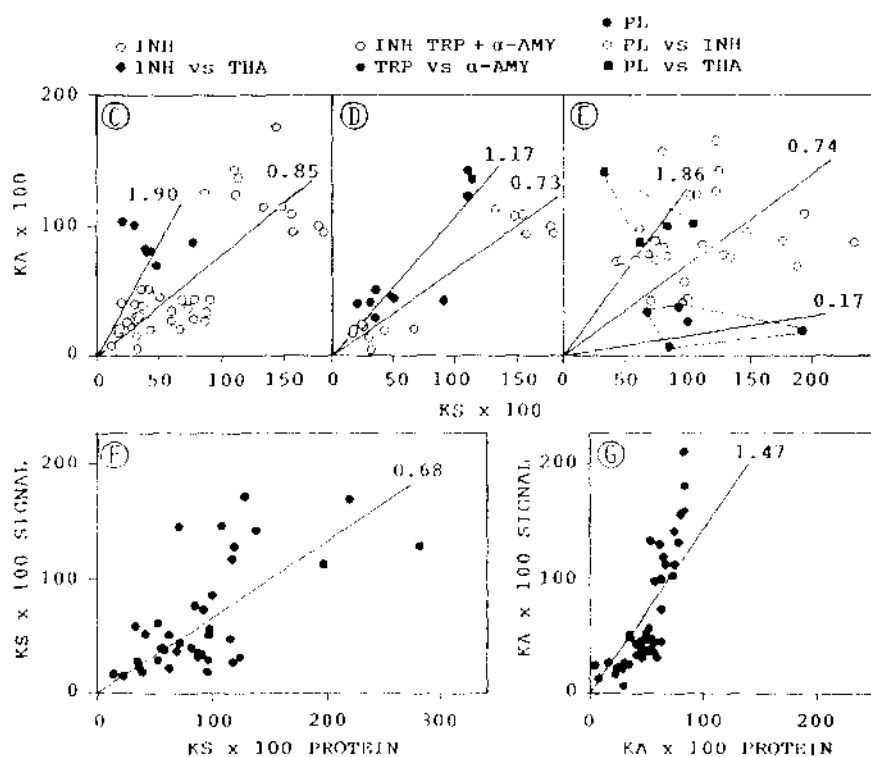 ○ INH
◆ INH vs THA
○ INH TRP + α-AMY
● TRP vs α-AMY
● PL
○ PL vs INH
■ PL vs THA
200
100
0
KA x 100
C
1.90
0.85
D
1.17
0.73
E
1.86
0.74
0.17
0 50 100 150
0 50 100 150
0 50 100 150 200
KS x 100
200
100
0
KS x 100 SIGNAL
F
0.68
0 100 200 300
KS x 100 PROTEIN
200
100
0
KA x 100 SIGNAL
G
1.47
0 100 200
KA x 100 PROTEIN